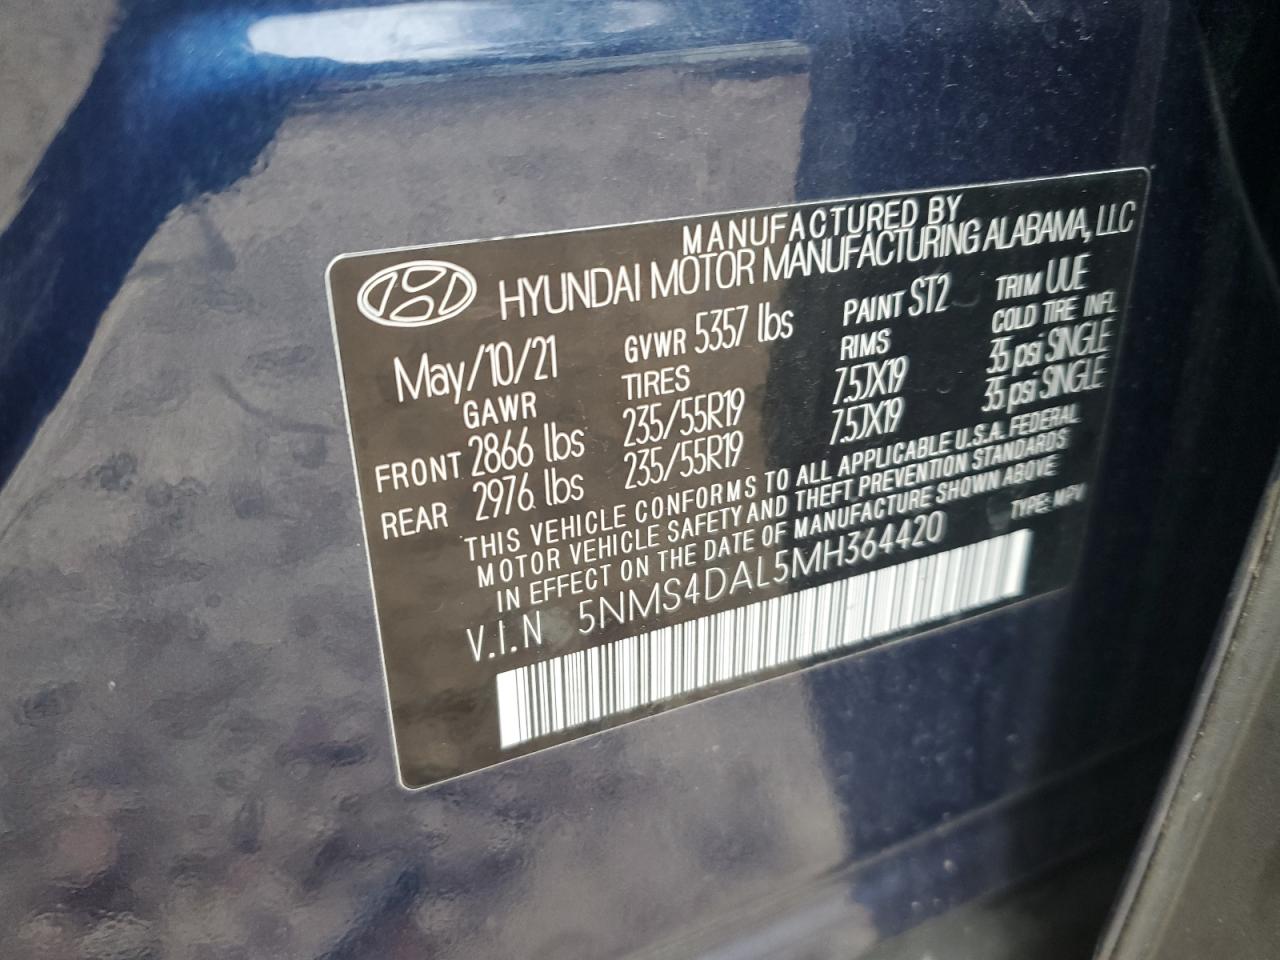 MANUFACTURED BY
HYUNDAI MOTOR MANUFACTURING ALABAMA, LLC
May/10/21 GVWR 5357 lbs PAINT ST2 TRIM UUE
GAWR TIRES RIMS COLD TIRE INFL
FRONT 2866 lbs 235/55R19 7.5JX19 35 psi SINGLE
REAR 2976 lbs 235/55R19 7.5JX19 35 psi SINGLE
THIS VEHICLE CONFORMS TO ALL APPLICABLE U.S.A. FEDERAL
MOTOR VEHICLE SAFETY AND THEFT PREVENTION STANDARDS
IN EFFECT ON THE DATE OF MANUFACTURE SHOWN ABOVE
V.I.N 5NMS4DAL5MH364420 TYPE: MPV